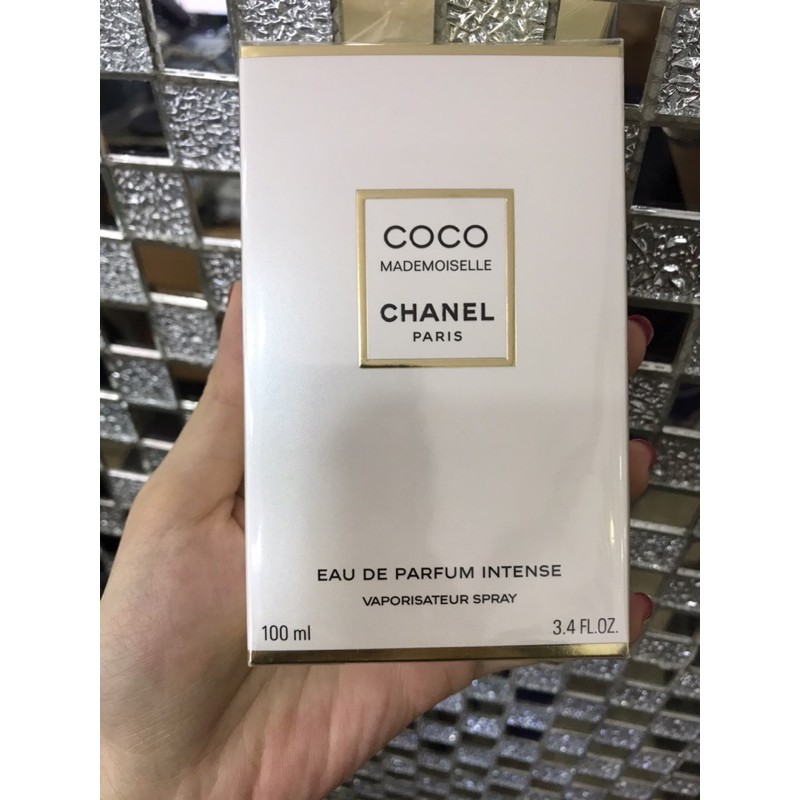 COCO
MADEMOISELLE
CHANEL
PARIS
EAU DE PARFUM INTENSE
VAPORISATEUR SPRAY
100 ml
3.4 FL.OZ.